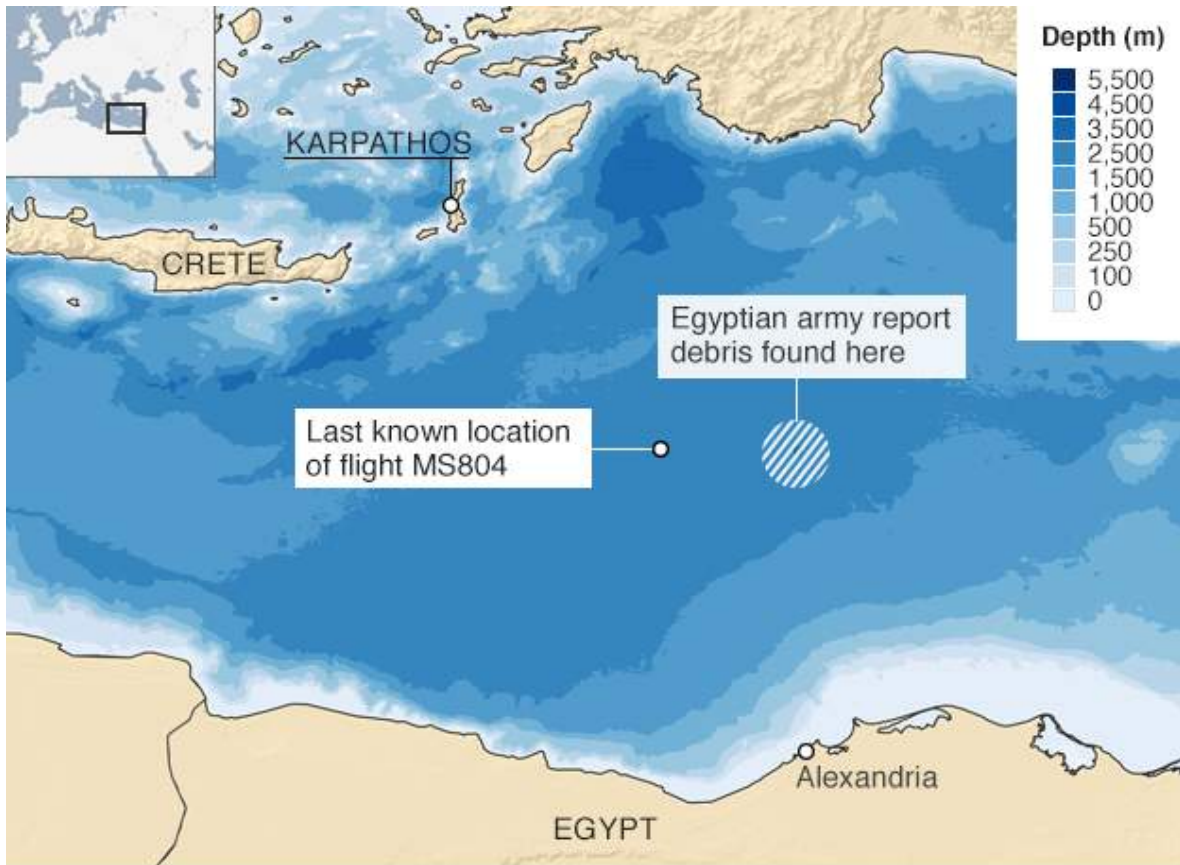 Depth (m)
5,500
4,500
3,500
2,500
1,500
1,000
500
250
100
0
KARPATHOS
CRETE
Egyptian army report
debris found here
Last known location
of flight MS804
Alexandria
EGYPT